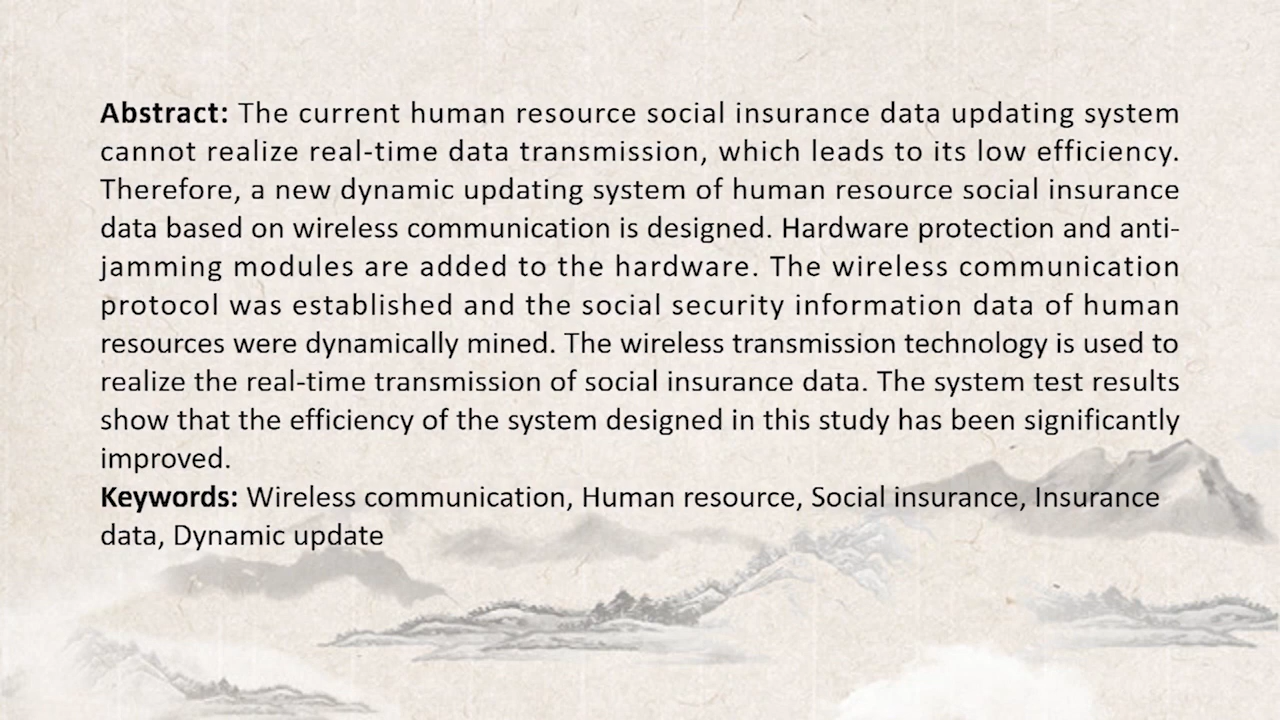 Abstract: The current human resource social insurance data updating system
cannot realize real-time data transmission, which leads to its low efficiency.
Therefore, a new dynamic updating system of human resource social insurance
data based on wireless communication is designed. Hardware protection and anti-
jamming modules are added to the hardware. The wireless communication
protocol was established and the social security information data of human
resources were dynamically mined. The wireless transmission technology is used to
realize the real-time transmission of social insurance data. The system test results
show that the efficiency of the system designed in this study has been significantly
improved.
Keywords: Wireless communication, Human resource, Social insurance, Insurance
data, Dynamic update